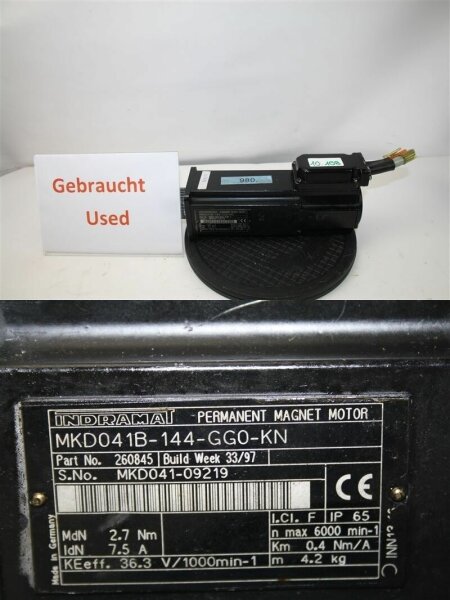 Gebraucht
Used
980.
10.108
INDRAMAT PERMANENT MAGNET MOTOR
MKD041B-144-GG0-KN
Part No. 260845 Build Week 33/97
S.No. MKD041-09219
CE
I.Cl. F IP 65
MdN 2.7 Nm n max 6000 min-1
IdN 7.5 A Km 0.4 Nm/A
KEeff. 36.3 V/1000min-1 m 4.2 kg
Made in Germany